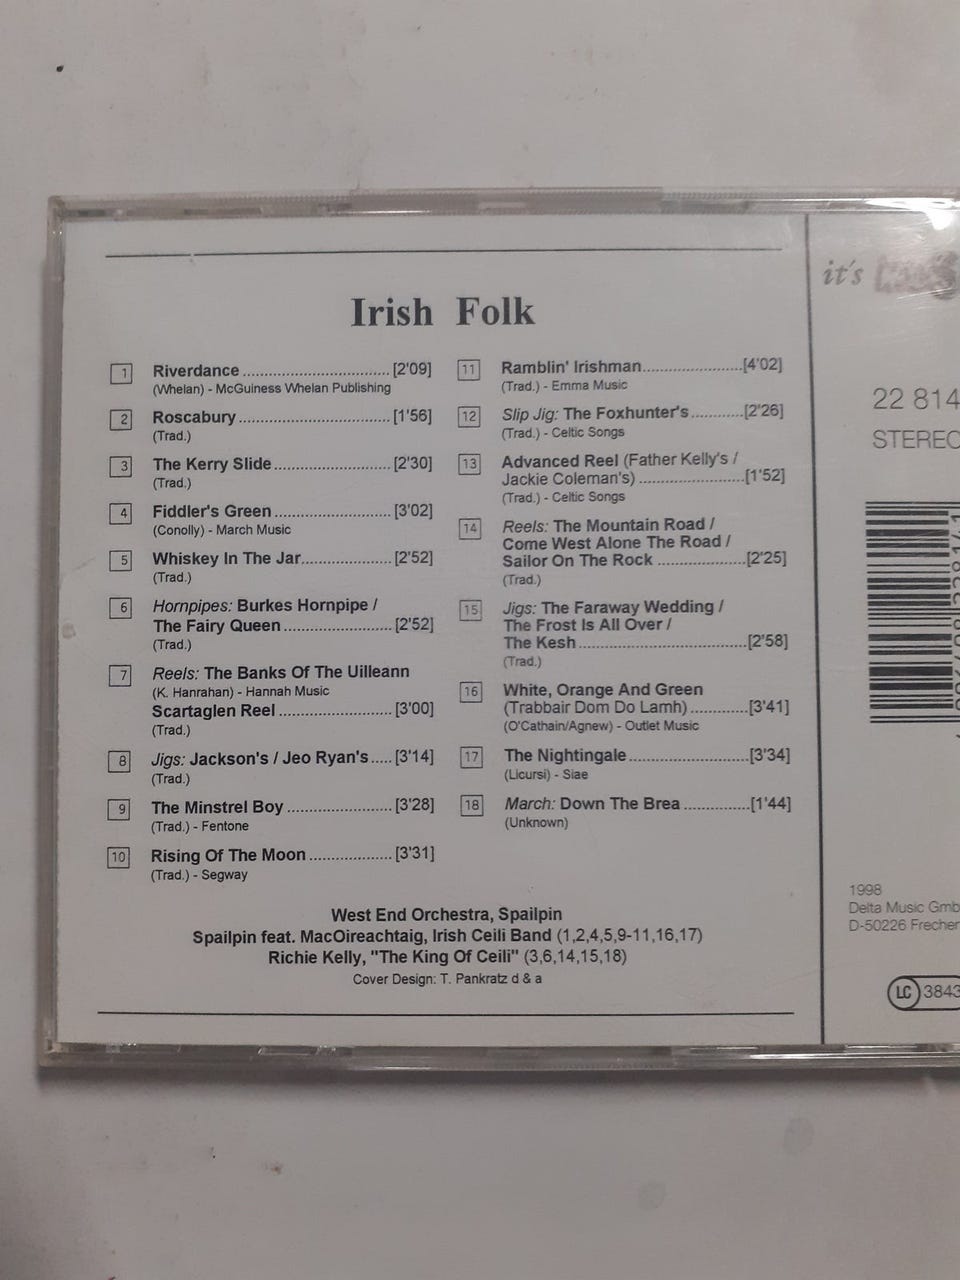 Irish Folk
1 Riverdance ................................ [2'09]
(Whelan) - McGuiness Whelan Publishing
2 Roscabury .................................. [1'56]
(Trad.)
3 The Kerry Slide .......................... [2'30]
(Trad.)
4 Fiddler's Green .......................... [3'02]
(Conolly) - March Music
5 Whiskey In The Jar.................... [2'52]
(Trad.)
6 Hornpipes: Burkes Hornpipe /
The Fairy Queen ........................ [2'52]
(Trad.)
7 Reels: The Banks Of The Uilleann
(K. Hanrahan) - Hannah Music
Scartaglen Reel ......................... [3'00]
(Trad.)
8 Jigs: Jackson's / Jeo Ryan's ..... [3'14]
(Trad.)
9 The Minstrel Boy ....................... [3'28]
(Trad.) - Fentone
10 Rising Of The Moon ................... [3'31]
(Trad.) - Segway
11 Ramblin' Irishman ...................... [4'02]
(Trad.) - Emma Music
12 Slip Jig: The Foxhunter's ............ [2'26]
(Trad.) - Celtic Songs
13 Advanced Reel (Father Kelly's /
Jackie Coleman's) ........................ [1'52]
(Trad.) - Celtic Songs
14 Reels: The Mountain Road /
Come West Alone The Road /
Sailor On The Rock .................... [2'25]
(Trad.)
15 Jigs: The Faraway Wedding /
The Frost Is All Over /
The Kesh ...................................... [2'58]
(Trad.)
16 White, Orange And Green
(Trabbair Dom Do Lamh) ............. [3'41]
(O'Cathain/Agnew) - Outlet Music
17 The Nightingale ........................... [3'34]
(Licursi) - Siae
18 March: Down The Brea ............... [1'44]
(Unknown)
West End Orchestra, Spailpin
Spailpin feat. MacOireachtaig, Irish Ceili Band (1,2,4,5,9-11,16,17)
Richie Kelly, "The King Of Ceili" (3,6,14,15,18)
Cover Design: T. Pankratz d & a
it's
22 814
STEREO
1998
Delta Music Gmb
D-50226 Frechen
LC 3843